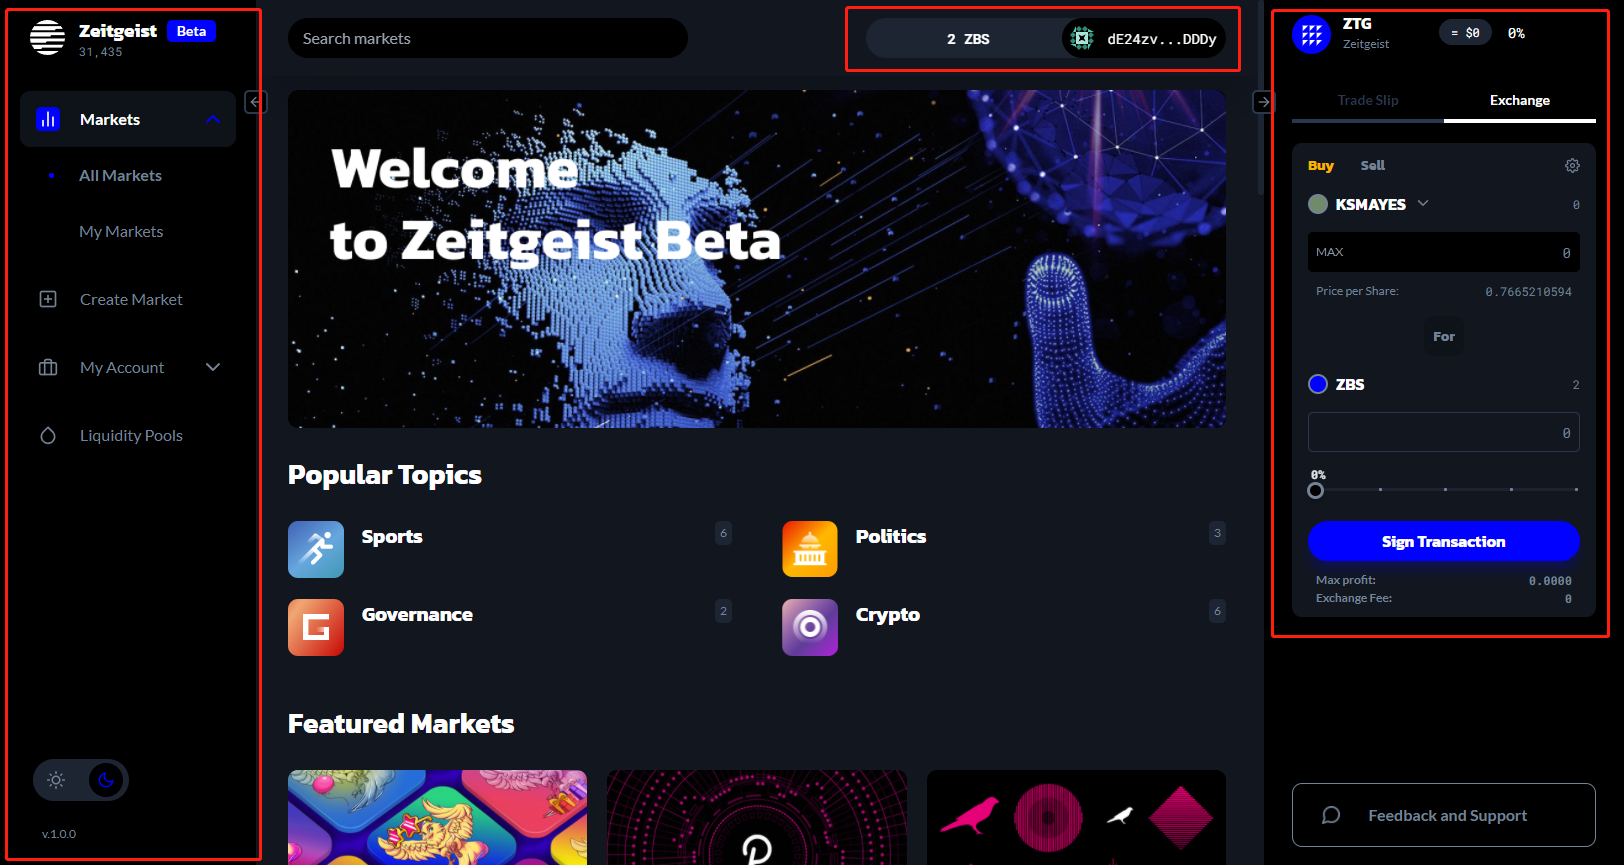 Zeitgeist Beta
31,435
Markets
All Markets
My Markets
Create Market
My Account
Liquidity Pools
v.1.0.0
Search markets
2 ZBS
dE24zv...DDDy
Welcome
to Zeitgeist Beta
Popular Topics
Sports 6
Politics 3
Governance 2
Crypto 6
Featured Markets
ZTG
Zeitgeist
= $0 0%
Trade Slip Exchange
Buy Sell
KSMAYES 0
MAX 0
Price per Share: 0.7665210594
For
ZBS 2
0
0%
Sign Transaction
Max profit: 0.0000
Exchange Fee: 0
Feedback and Support